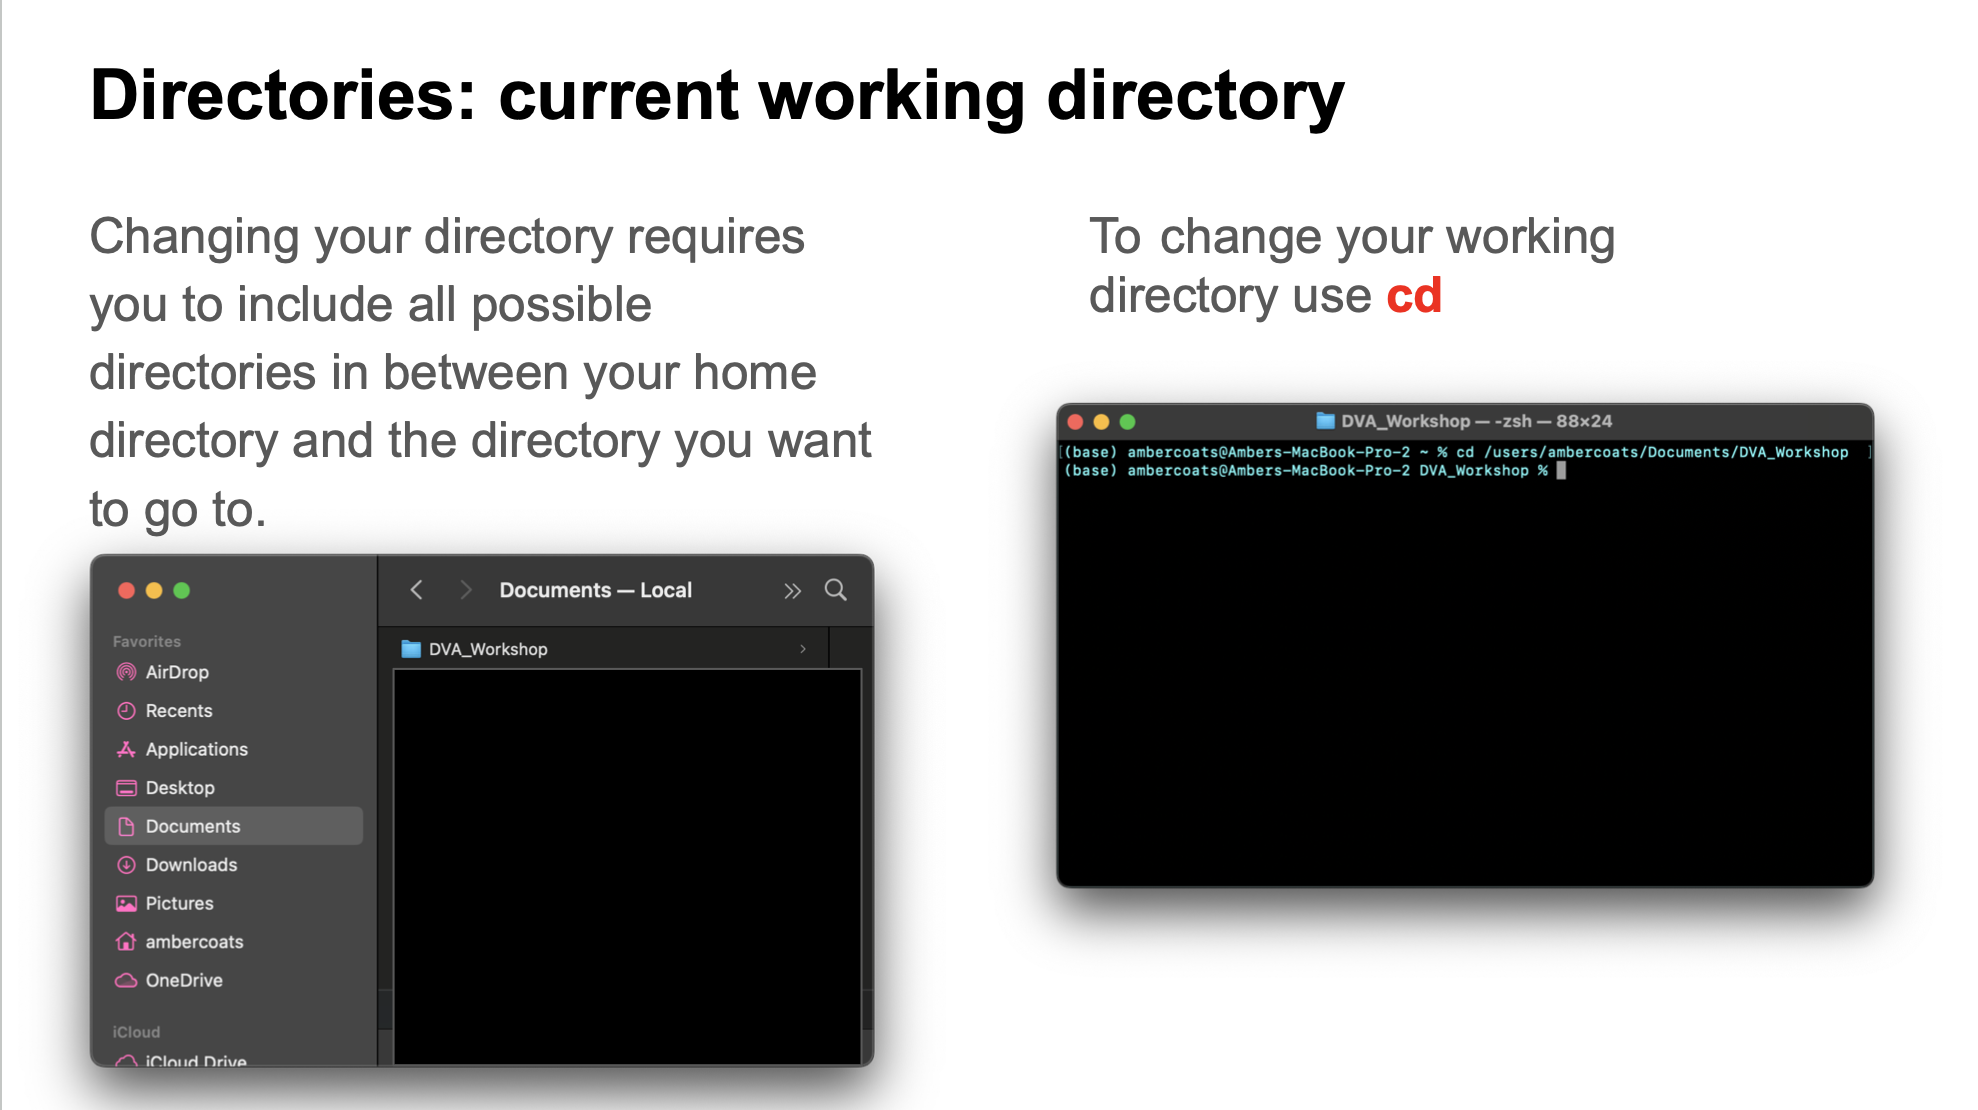 Directories: current working directory
Changing your directory requires
you to include all possible
directories in between your home
directory and the directory you want
to go to.
To change your working
directory use cd
Documents — Local
Favorites
AirDrop
Recents
Applications
Desktop
Documents
Downloads
Pictures
ambercoats
OneDrive
iCloud
iCloud Drive
DVA_Workshop
DVA_Workshop — -zsh — 88×24
[(base) ambercoats@Ambers-MacBook-Pro-2 ~ % cd /users/ambercoats/Documents/DVA_Workshop ]
(base) ambercoats@Ambers-MacBook-Pro-2 DVA_Workshop %